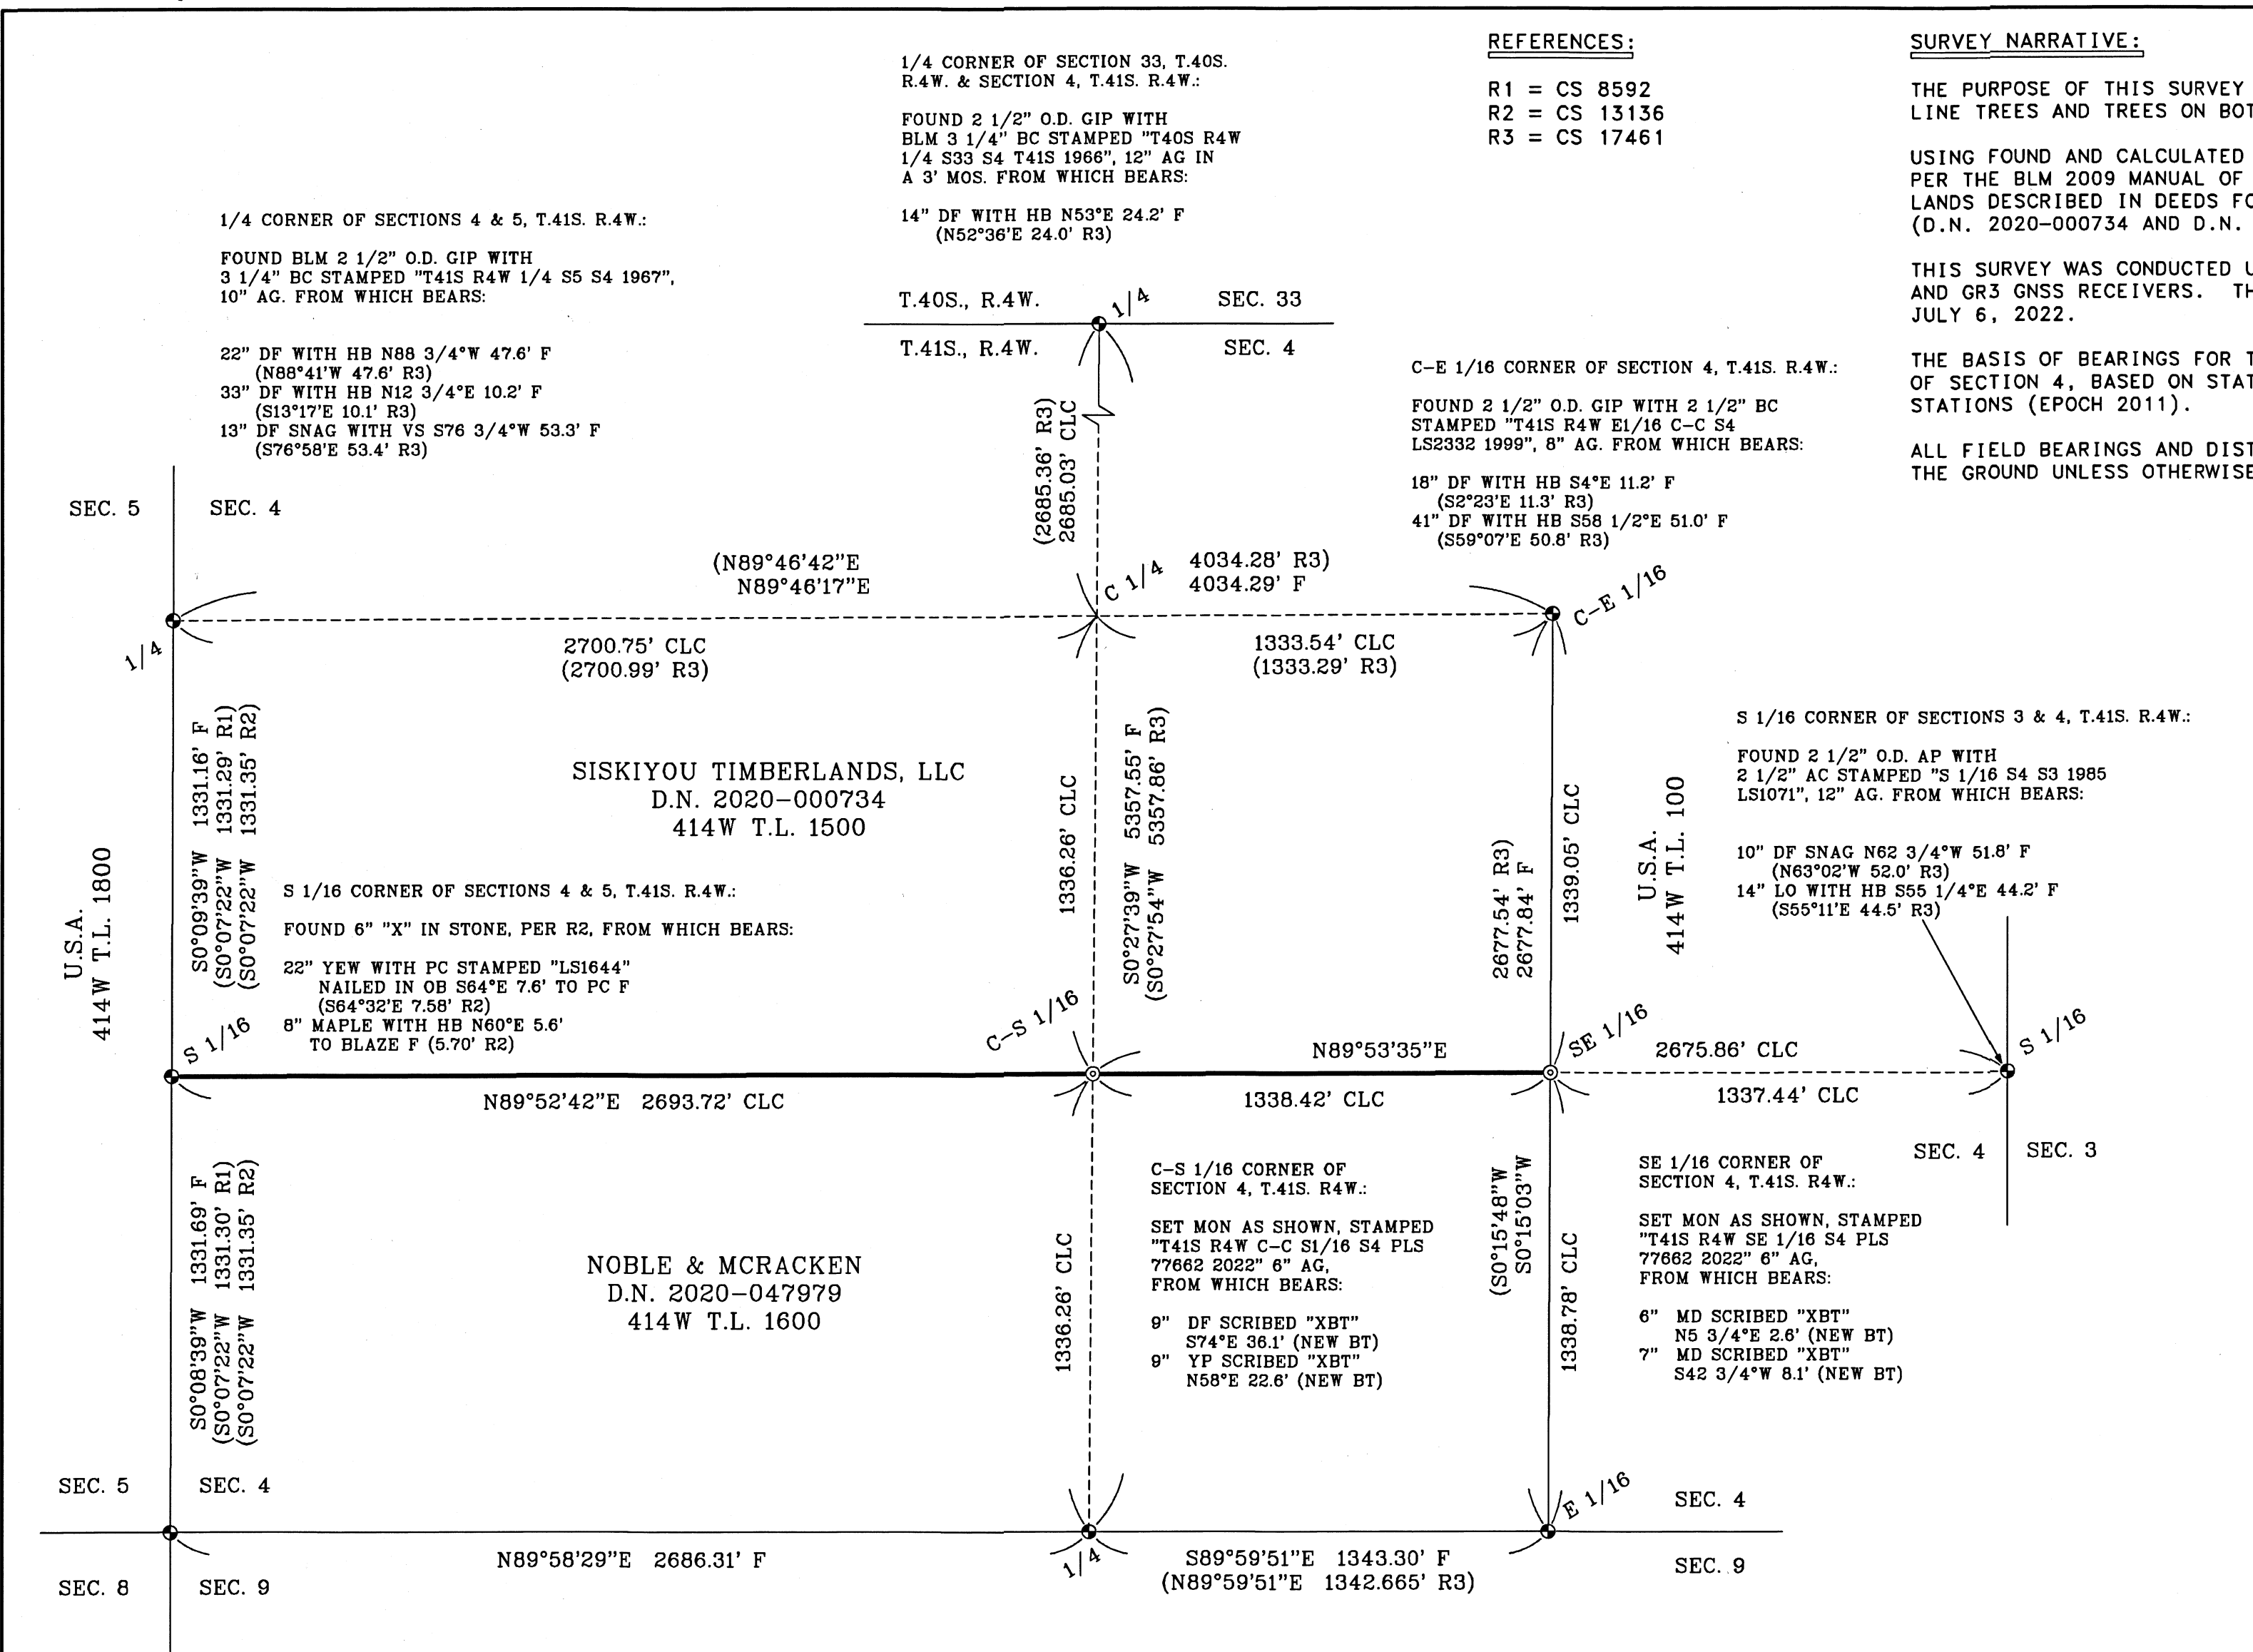 REFERENCES:
R1 = CS 8592
R2 = CS 13136
R3 = CS 17461
SURVEY NARRATIVE:
THE PURPOSE OF THIS SURVEY
LINE TREES AND TREES ON BOT
USING FOUND AND CALCULATED
PER THE BLM 2009 MANUAL OF
LANDS DESCRIBED IN DEEDS FO
(D.N. 2020-000734 AND D.N.
THIS SURVEY WAS CONDUCTED U
AND GR3 GNSS RECEIVERS. TH
JULY 6, 2022.
THE BASIS OF BEARINGS FOR T
OF SECTION 4, BASED ON STAT
STATIONS (EPOCH 2011).
ALL FIELD BEARINGS AND DIST
THE GROUND UNLESS OTHERWISE
1/4 CORNER OF SECTION 33, T.40S.
R.4W. & SECTION 4, T.41S. R.4W.:
FOUND 2 1/2" O.D. GIP WITH
BLM 3 1/4" BC STAMPED "T40S R4W
1/4 S33 S4 T41S 1966", 12" AG IN
A 3' MOS. FROM WHICH BEARS:
14" DF WITH HB N53°E 24.2' F
(N52°36'E 24.0' R3)
1/4 CORNER OF SECTIONS 4 & 5, T.41S. R.4W.:
FOUND BLM 2 1/2" O.D. GIP WITH
3 1/4" BC STAMPED "T41S R4W 1/4 S5 S4 1967",
10" AG. FROM WHICH BEARS:
22" DF WITH HB N88 3/4°W 47.6' F
(N88°41'W 47.6' R3)
33" DF WITH HB N12 3/4°E 10.2' F
(S13°17'E 10.1' R3)
13" DF SNAG WITH VS S76 3/4°W 53.3' F
(S76°58'E 53.4' R3)
T.40S., R.4W.
1/4
SEC. 33
T.41S., R.4W.
SEC. 4
C-E 1/16 CORNER OF SECTION 4, T.41S. R.4W.:
FOUND 2 1/2" O.D. GIP WITH 2 1/2" BC
STAMPED "T41S R4W E1/16 C-C S4
LS2332 1999", 8" AG. FROM WHICH BEARS:
18" DF WITH HB S4°E 11.2' F
(S2°23'E 11.3' R3)
41" DF WITH HB S58 1/2°E 51.0' F
(S59°07'E 50.8' R3)
(2685.36' R3)
2685.03' CLC
SEC. 5
SEC. 4
(N89°46'42"E
4034.28' R3)
N89°46'17"E
4034.29' F
C 1/4
C-E 1/16
1/4
2700.75' CLC
(2700.99' R3)
1333.54' CLC
(1333.29' R3)
S0°09'39"W 1331.16' F
(S0°07'22"W 1331.29' R1)
(S0°07'22"W 1331.35' R2)
SISKIYOU TIMBERLANDS, LLC
D.N. 2020-000734
414W T.L. 1500
1336.26' CLC
S0°27'39"W 5357.55' F
(S0°27'54"W 5357.86' R3)
2677.54' R3)
2677.84' F
1339.05' CLC
U.S.A.
414W T.L. 100
S 1/16 CORNER OF SECTIONS 3 & 4, T.41S. R.4W.:
FOUND 2 1/2" O.D. AP WITH
2 1/2" AC STAMPED "S 1/16 S4 S3 1985
LS1071", 12" AG. FROM WHICH BEARS:
10" DF SNAG N62 3/4°W 51.8' F
(N63°02'W 52.0' R3)
14" LO WITH HB S55 1/4°E 44.2' F
(S55°11'E 44.5' R3)
U.S.A.
414W T.L. 1800
S 1/16 CORNER OF SECTIONS 4 & 5, T.41S. R.4W.:
FOUND 6" "X" IN STONE, PER R2, FROM WHICH BEARS:
22" YEW WITH PC STAMPED "LS1644"
NAILED IN OB S64°E 7.6' TO PC F
(S64°32'E 7.58' R2)
8" MAPLE WITH HB N60°E 5.6'
TO BLAZE F (5.70' R2)
S 1/16
C-S 1/16
SE 1/16
S 1/16
N89°53'35"E
2675.86' CLC
N89°52'42"E 2693.72' CLC
1338.42' CLC
1337.44' CLC
SEC. 4
SEC. 3
S0°08'39"W 1331.69' F
(S0°07'22"W 1331.30' R1)
(S0°07'22"W 1331.35' R2)
NOBLE & MCRACKEN
D.N. 2020-047979
414W T.L. 1600
1336.26' CLC
C-S 1/16 CORNER OF
SECTION 4, T.41S. R4W.:
SET MON AS SHOWN, STAMPED
"T41S R4W C-C S1/16 S4 PLS
77662 2022" 6" AG,
FROM WHICH BEARS:
9" DF SCRIBED "XBT"
S74°E 36.1' (NEW BT)
9" YP SCRIBED "XBT"
N58°E 22.6' (NEW BT)
(S0°15'48"W
S0°15'03"W
1338.78' CLC
SE 1/16 CORNER OF
SECTION 4, T.41S. R4W.:
SET MON AS SHOWN, STAMPED
"T41S R4W SE 1/16 S4 PLS
77662 2022" 6" AG,
FROM WHICH BEARS:
6" MD SCRIBED "XBT"
N5 3/4°E 2.6' (NEW BT)
7" MD SCRIBED "XBT"
S42 3/4°W 8.1' (NEW BT)
SEC. 5
SEC. 4
E 1/16
SEC. 4
N89°58'29"E 2686.31' F
1/4
S89°59'51"E 1343.30' F
(N89°59'51"E 1342.665' R3)
SEC. 9
SEC. 8
SEC. 9